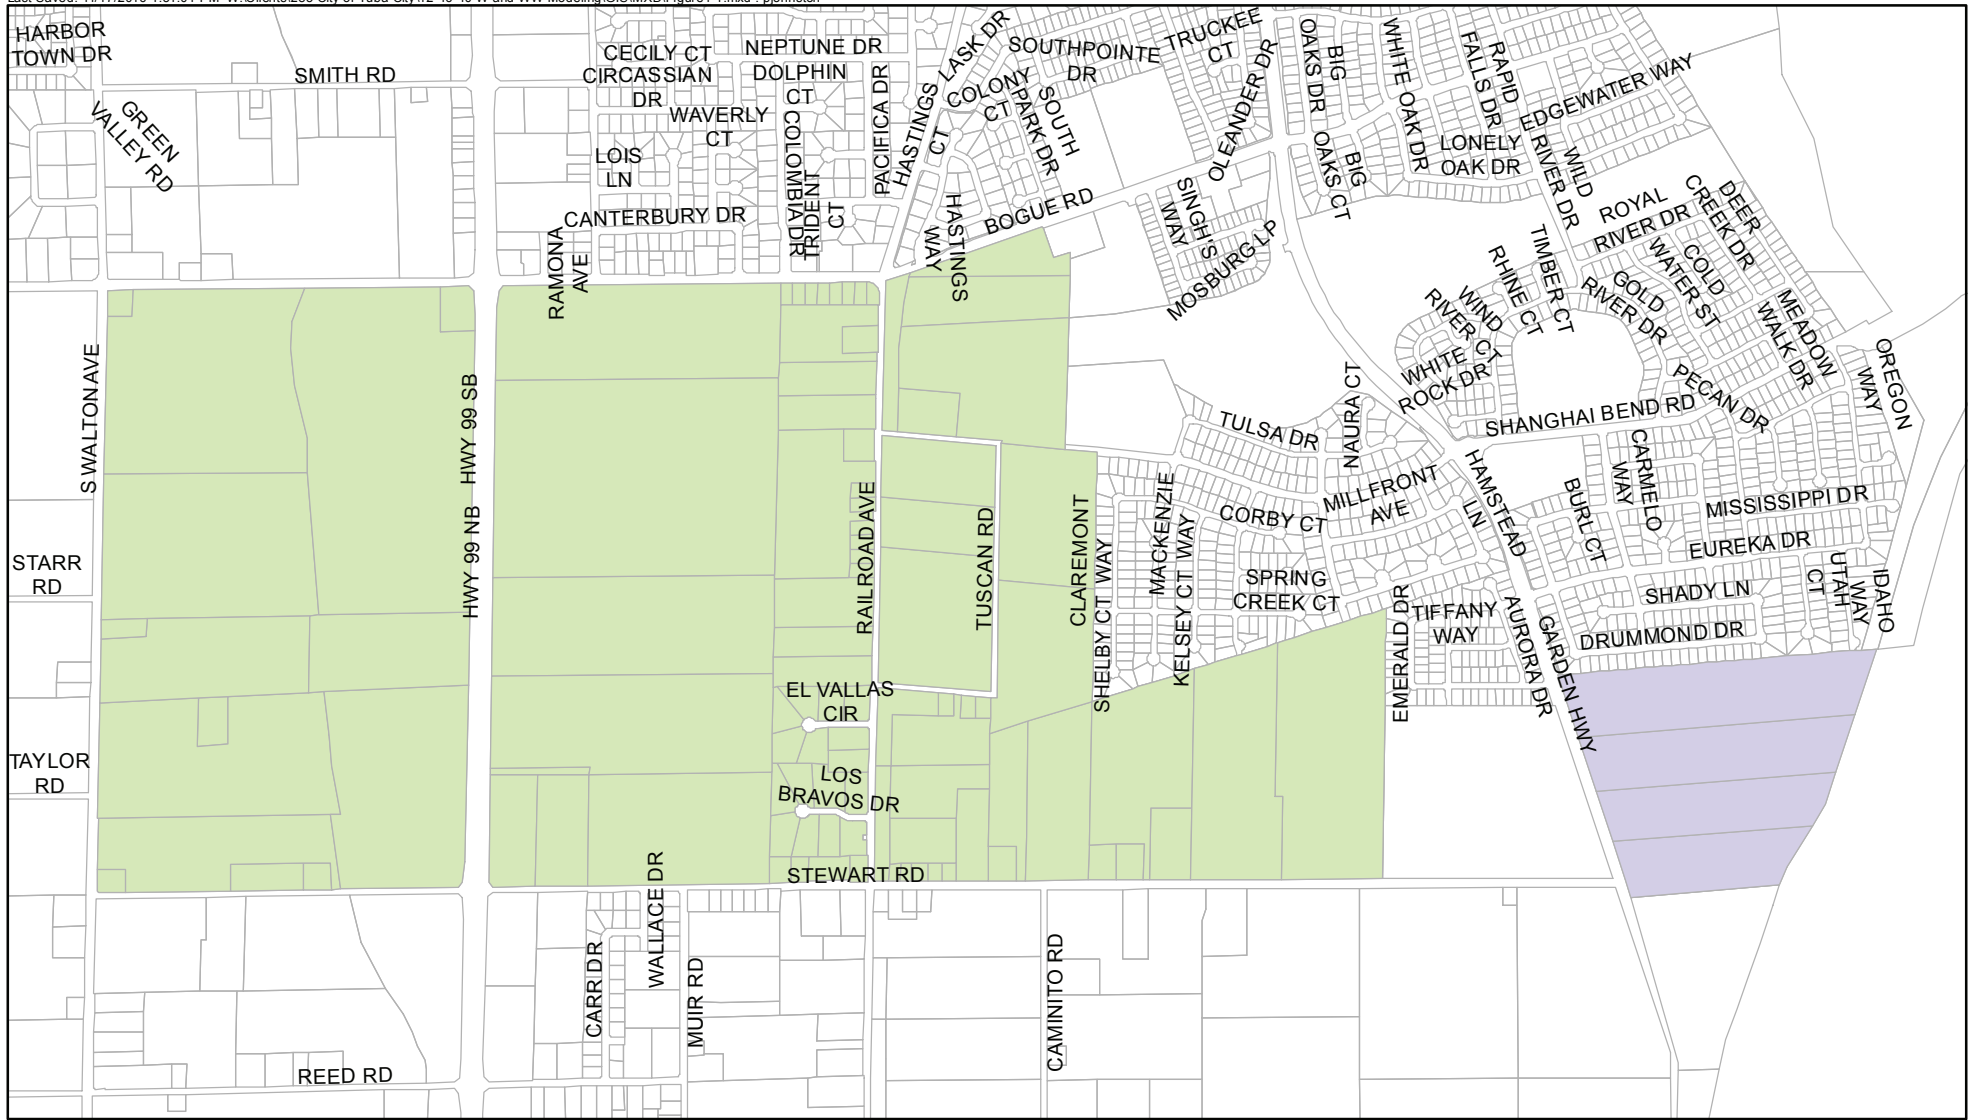 HARBOR
TOWN DR
SMITH RD
GREEN
VALLEY RD
CECILY CT
CIRCASSIAN
DR
NEPTUNE DR
DOLPHIN
CT
WAVERLY
CT
LOIS
LN
COLOMBIA DR
TRIDENT
CT
PACIFICA DR
CANTERBURY DR
RAMONA
AVE
HASTINGS
CT
LASK DR
COLONY
CT
SOUTHPOINTE
DR
SOUTH
PARK DR
TRUCKEE
CT
OLEANDER DR
BIG
OAKS DR
BIG
OAKS CT
WHITE OAK DR
RAPID
FALLS DR
EDGEWATER WAY
LONELY
OAK DR
WILD
RIVER DR
HASTINGS
WAY
BOGUE RD
SINGH'S
WAY
MOSBURG LP
ROYAL
RIVER DR
DEER
CREEK DR
COLD
WATER ST
TIMBER CT
RHINE CT
WIND
RIVER CT
WHITE
ROCK DR
GOLD
RIVER DR
MEADOW
WALK DR
OREGON
WAY
PECAN DR
SHANGHAI BEND RD
NAURA CT
TULSA DR
S WALTON AVE
HWY 99 SB
HWY 99 NB
STARR
RD
TAYLOR
RD
RAILROAD AVE
TUSCAN RD
CLAREMONT
WAY
SHELBY CT
MACKENZIE
WAY
KELSEY CT
CORBY CT
MILLFRONT
AVE
HAMSTEAD
LN
SPRING
CREEK CT
BURL CT
CARMELO
WAY
MISSISSIPPI DR
EUREKA DR
SHADY LN
UTAH
CT
IDAHO
WAY
DRUMMOND DR
EMERALD DR
TIFFANY
WAY
AURORA DR
GARDEN HWY
EL VALLAS
CIR
LOS
BRAVOS DR
STEWART RD
CARR DR
WALLACE DR
MUIR RD
CAMINITO RD
REED RD